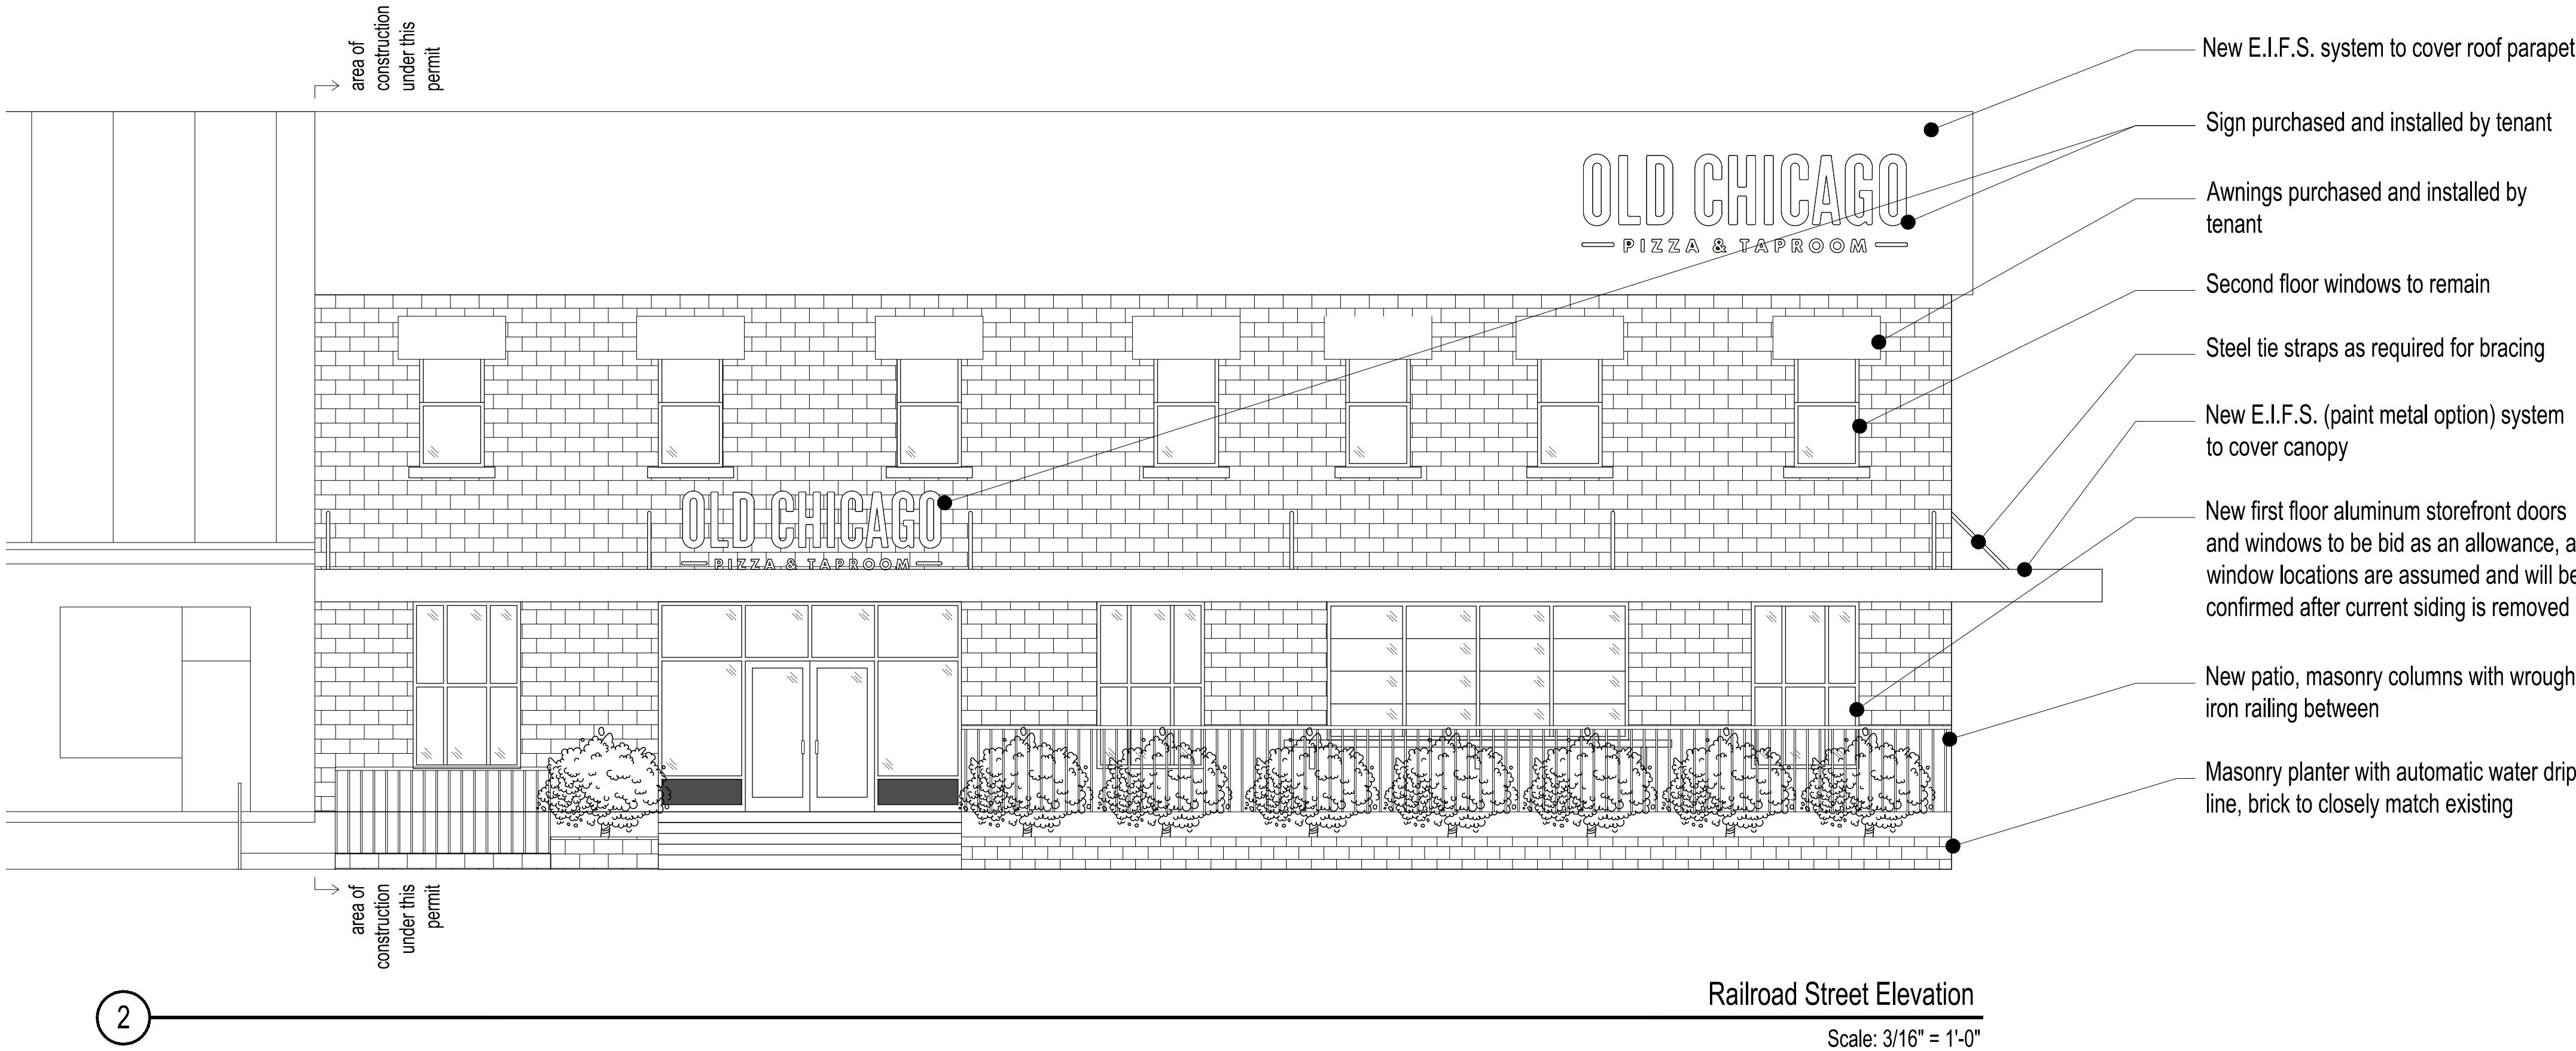 area of
construction
under this
permit
New E.I.F.S. system to cover roof parapet
Sign purchased and installed by tenant
OLD CHICAGO
PIZZA & TAPROOM
Awnings purchased and installed by
tenant
Second floor windows to remain
Steel tie straps as required for bracing
New E.I.F.S. (paint metal option) system
to cover canopy
OLD CHICAGO
PIZZA & TAPROOM
New first floor aluminum storefront doors
and windows to be bid as an allowance, a
window locations are assumed and will be
confirmed after current siding is removed
New patio, masonry columns with wrough
iron railing between
Masonry planter with automatic water drip
line, brick to closely match existing
area of
construction
under this
permit
2
Railroad Street Elevation
Scale: 3/16" = 1'-0"